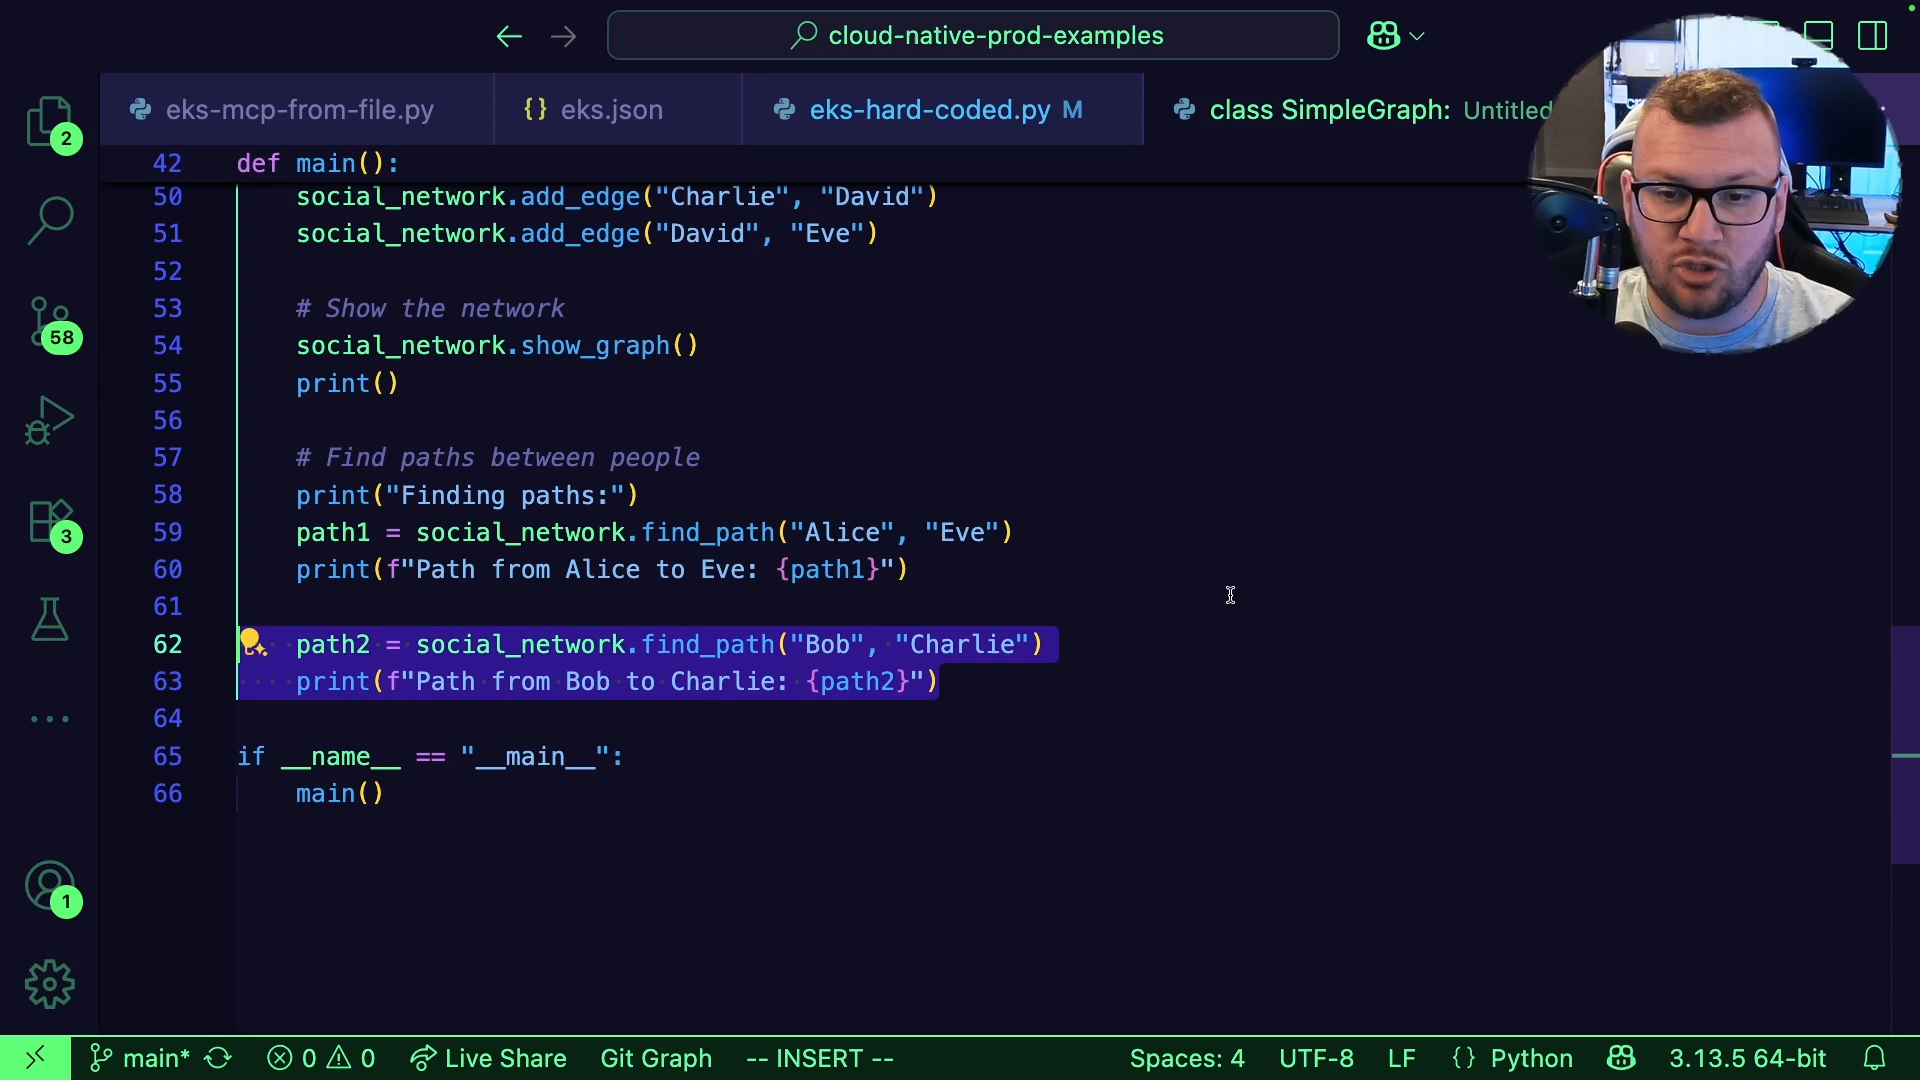 cloud-native-prod-examples
eks-mcp-from-file.py
{} eks.json
eks-hard-coded.py M
class SimpleGraph: Untitled
42 def main():
50 social_network.add_edge("Charlie", "David")
51 social_network.add_edge("David", "Eve")
52
53 # Show the network
54 social_network.show_graph()
55 print()
56
57 # Find paths between people
58 print("Finding paths:")
59 path1 = social_network.find_path("Alice", "Eve")
60 print(f"Path from Alice to Eve: {path1}")
61
62 path2 = social_network.find_path("Bob", "Charlie")
63 print(f"Path from Bob to Charlie: {path2}")
64
65 if __name__ == "__main__":
66 main()
2
58
3
1
main* 0 0 Live Share Git Graph -- INSERT -- Spaces: 4 UTF-8 LF {} Python 3.13.5 64-bit